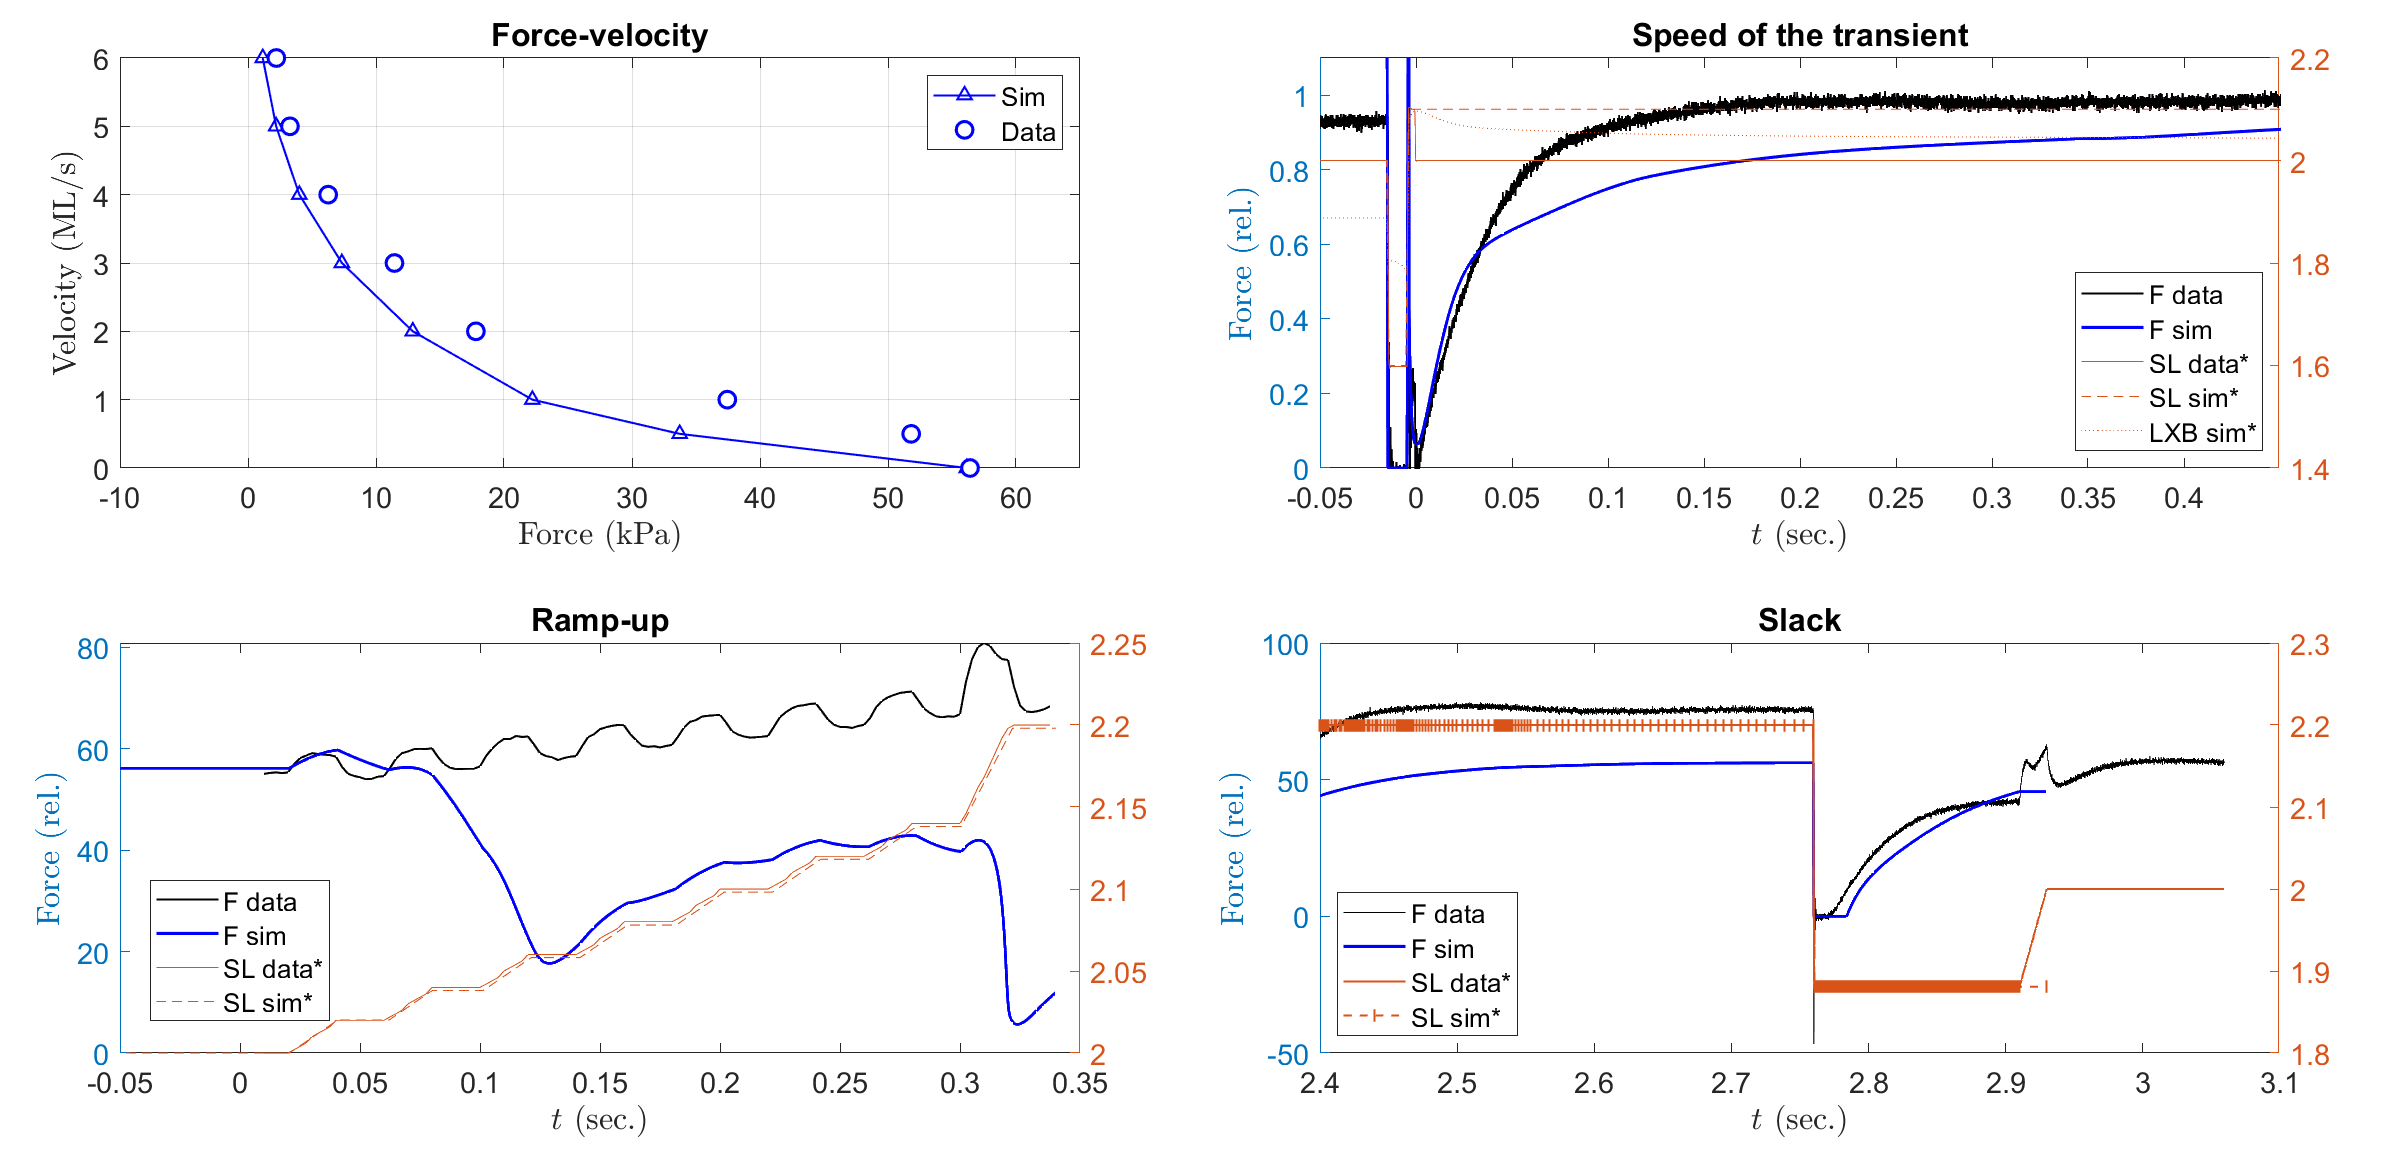 Force-velocity
6
5
4
3
2
1
0
Velocity (ML/s)
-10
0
10
20
30
40
50
60
Force (kPa)
Sim
Data
Speed of the transient
1
0.8
0.6
0.4
0.2
0
Force (rel.)
2.2
2
1.8
1.6
1.4
-0.05
0
0.05
0.1
0.15
0.2
0.25
0.3
0.35
0.4
t (sec.)
F data
F sim
SL data*
SL sim*
LXB sim*
Ramp-up
80
60
40
20
0
Force (rel.)
2.25
2.2
2.15
2.1
2.05
2
-0.05
0
0.05
0.1
0.15
0.2
0.25
0.3
0.35
t (sec.)
F data
F sim
SL data*
SL sim*
Slack
100
50
0
-50
Force (rel.)
2.3
2.2
2.1
2
1.9
1.8
2.4
2.5
2.6
2.7
2.8
2.9
3
3.1
t (sec.)
F data
F sim
SL data*
SL sim*